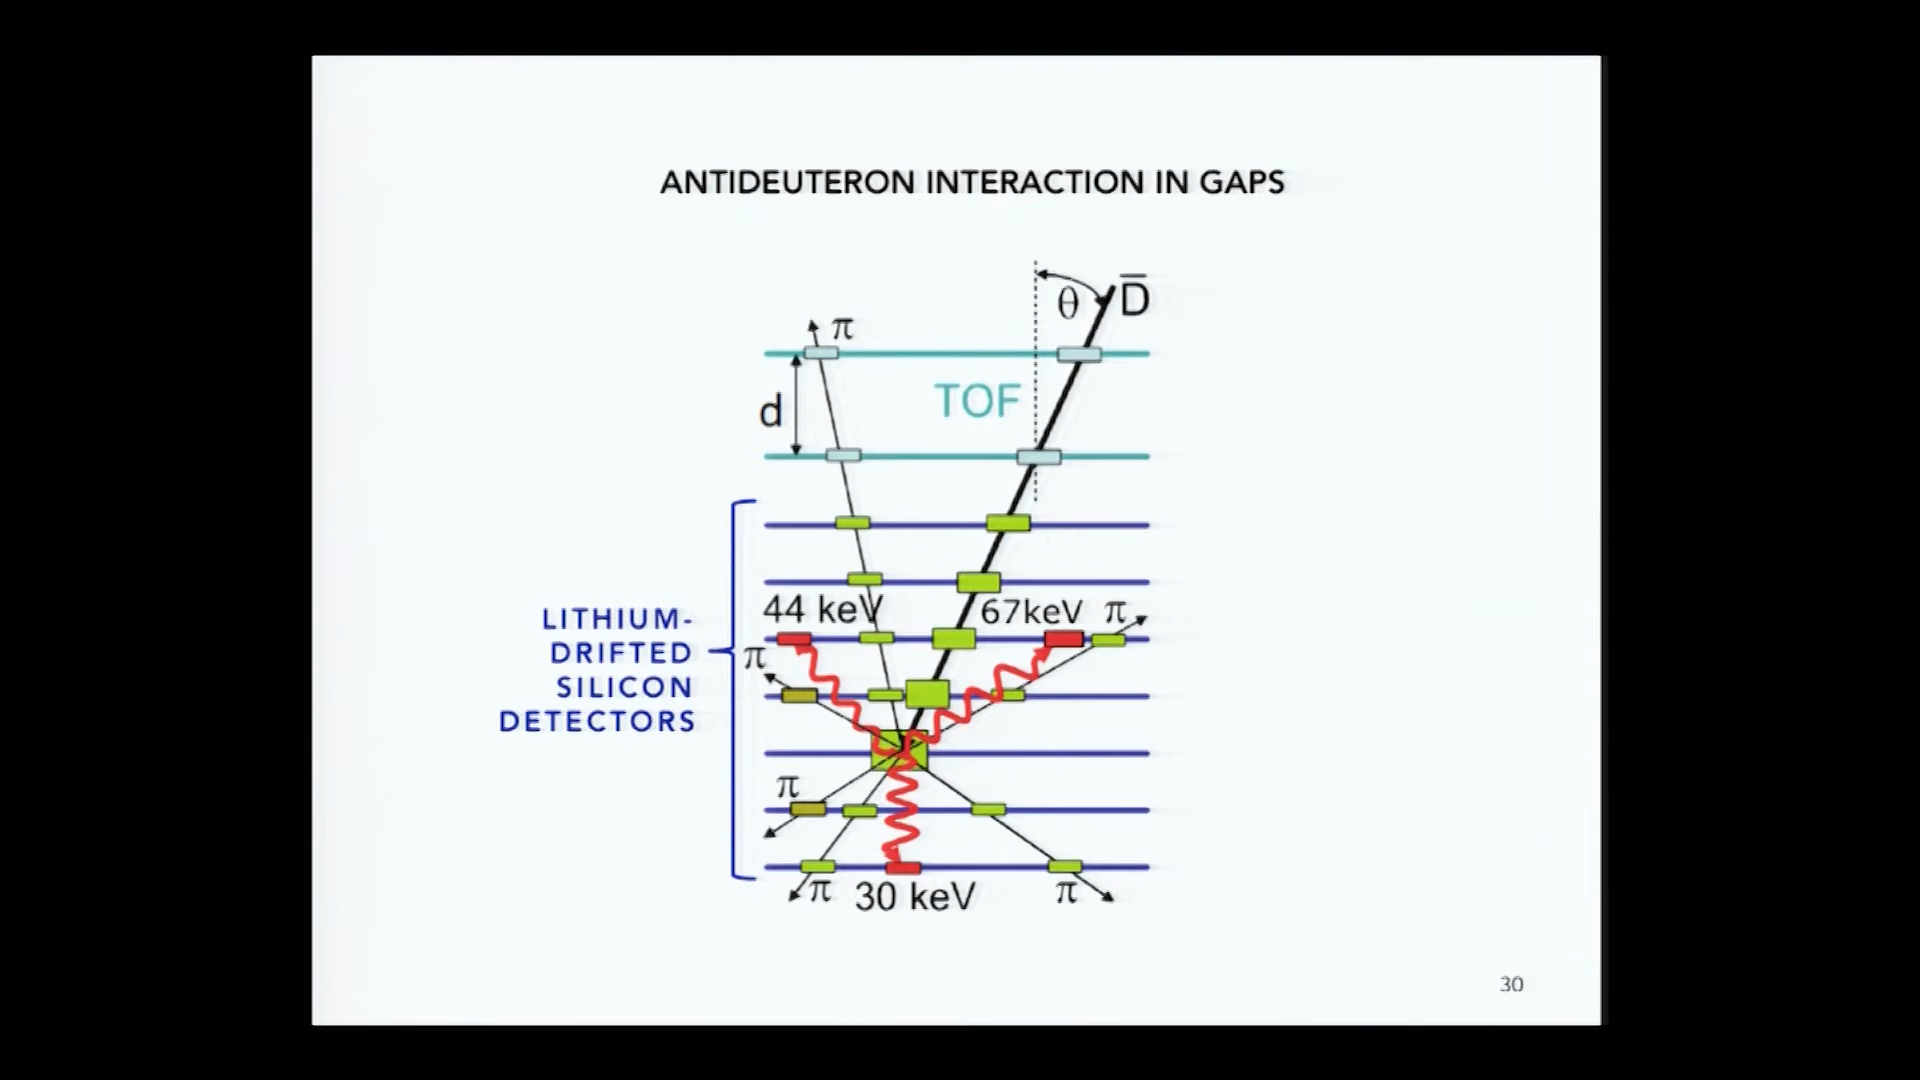 ANTIDEUTERON INTERACTION IN GAPS
θ
D̅
π
TOF
d
44 keV
67keV
π
LITHIUM-
DRIFTED
SILICON
DETECTORS
π
π
π
30 keV
π
30